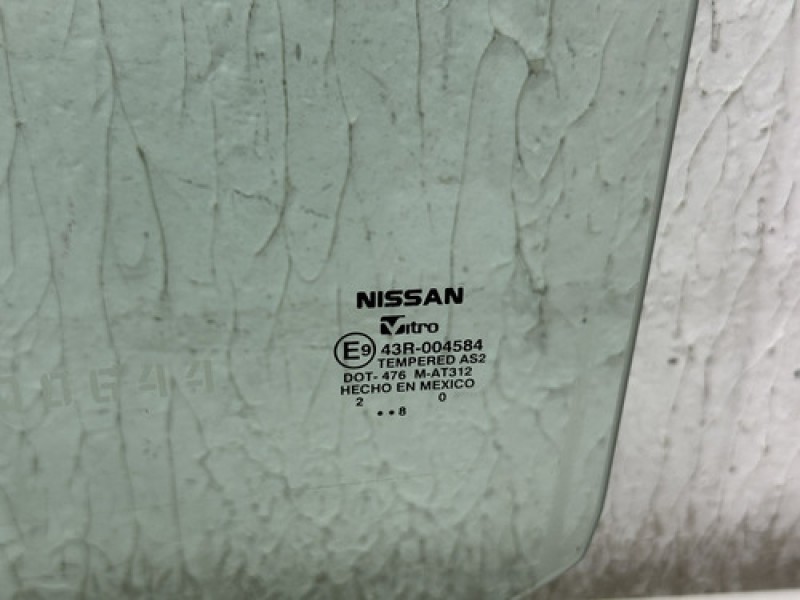 NISSAN
Vitro
E9 43R-004584
TEMPERED AS2
DOT- 476 M-AT312
HECHO EN MEXICO
2 0
••8